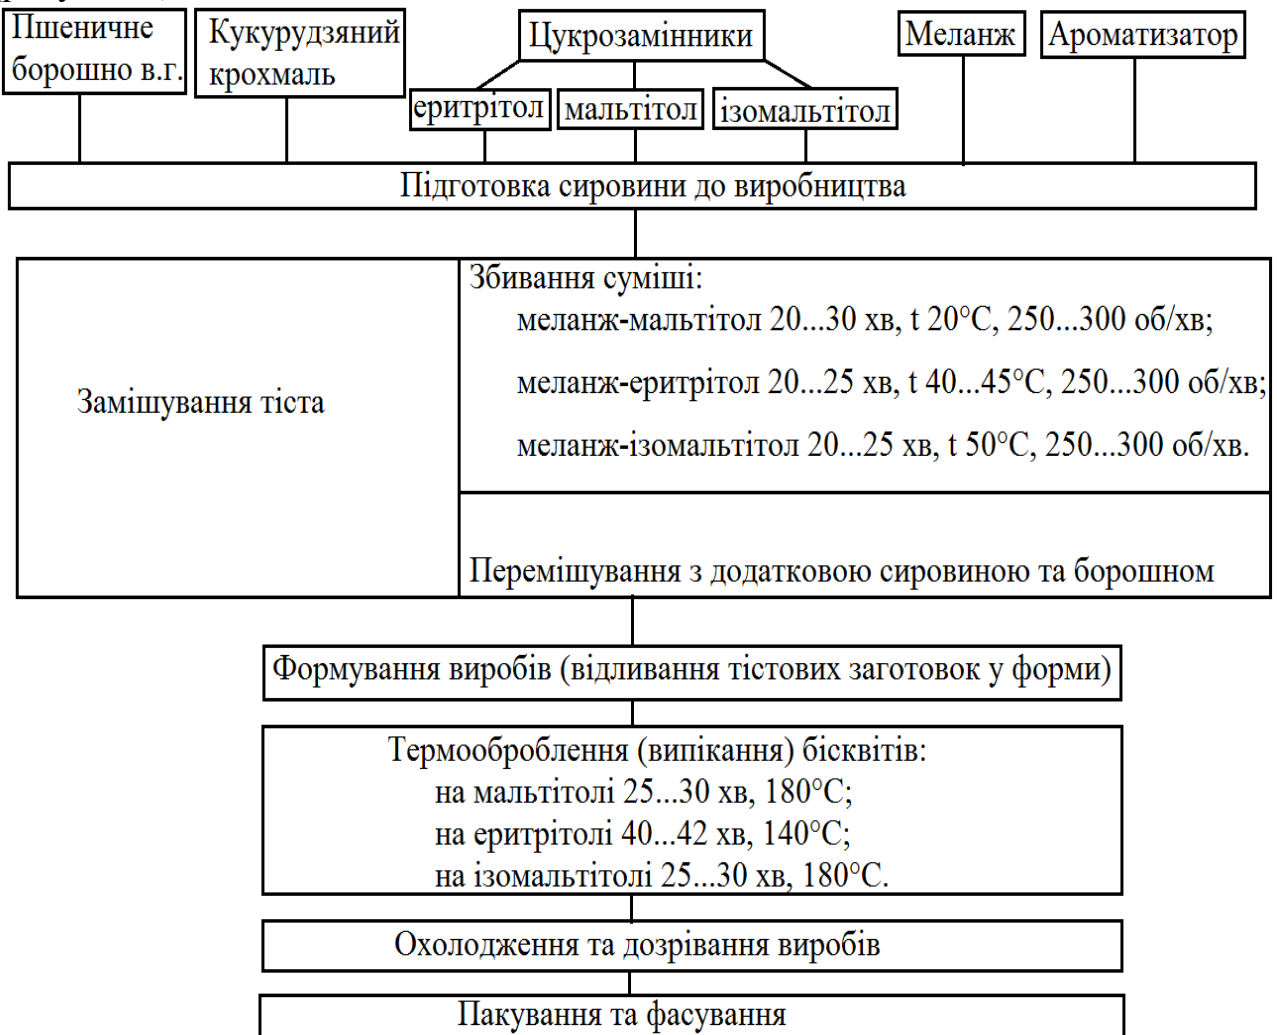 Пшеничне
борошно в.г.
Кукурудзяний
крохмаль
Цукрозамінники
Меланж
Ароматизатор
еритрітол
мальтітол
ізомальтітол
Підготовка сировини до виробництва
Замішування тіста
Збивання суміші:
меланж-мальтітол 20...30 хв, t 20°С, 250...300 об/хв;
меланж-еритрітол 20...25 хв, t 40...45°С, 250...300 об/хв;
меланж-ізомальтітол 20...25 хв, t 50°С, 250...300 об/хв.
Перемішування з додатковою сировиною та борошном
Формування виробів (відливання тістових заготовок у форми)
Термооброблення (випікання) бісквітів:
на мальтітолі 25...30 хв, 180°С;
на еритрітолі 40...42 хв, 140°С;
на ізомальтітолі 25...30 хв, 180°С.
Охолодження та дозрівання виробів
Пакування та фасування